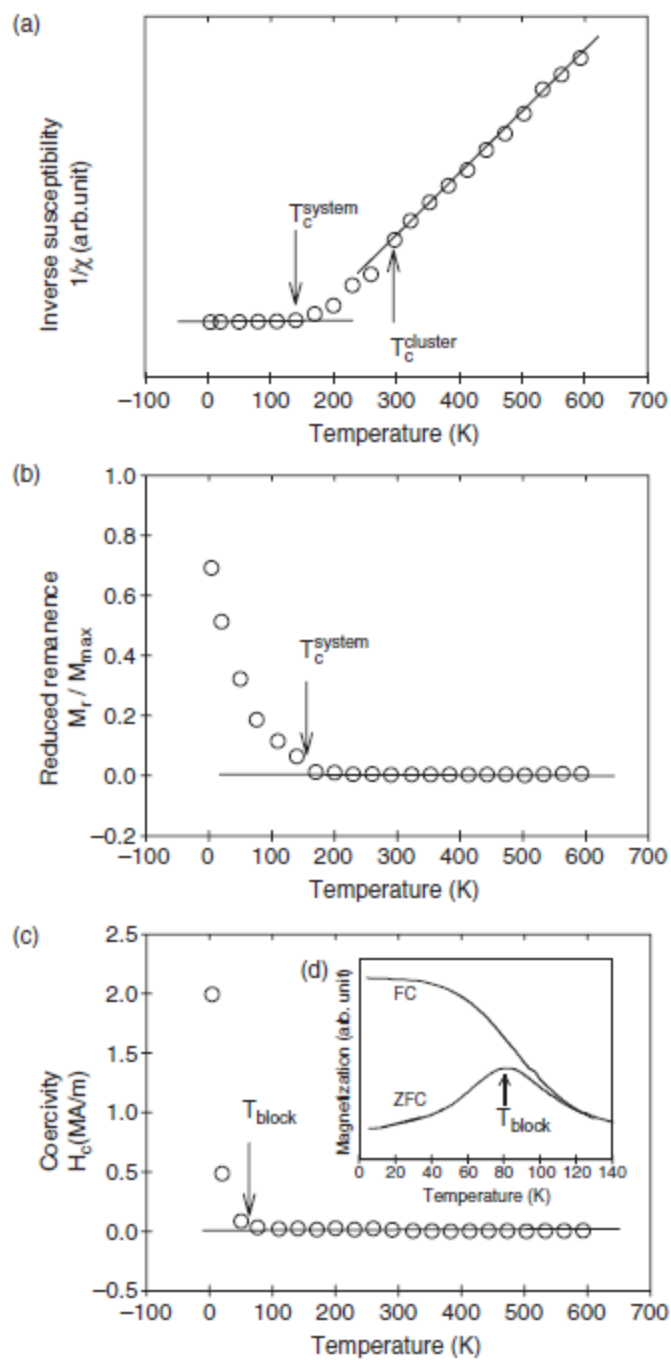 (a)
Inverse susceptibility
1/χ (arb.unit)
T_c^system
T_c^cluster
−100 0 100 200 300 400 500 600 700
Temperature (K)
(b)
Reduced remanence
M_r / M_max
1.0
0.8
0.6
0.4
0.2
0.0
−0.2
T_c^system
−100 0 100 200 300 400 500 600 700
Temperature (K)
(c)
Coercivity
H_c(MA/m)
2.5
2.0
1.5
1.0
0.5
0.0
−0.5
T_block
(d)
Magnetization (arb. unit)
FC
ZFC
T_block
0 20 40 60 80 100 120 140
Temperature (K)
−100 0 100 200 300 400 500 600 700
Temperature (K)